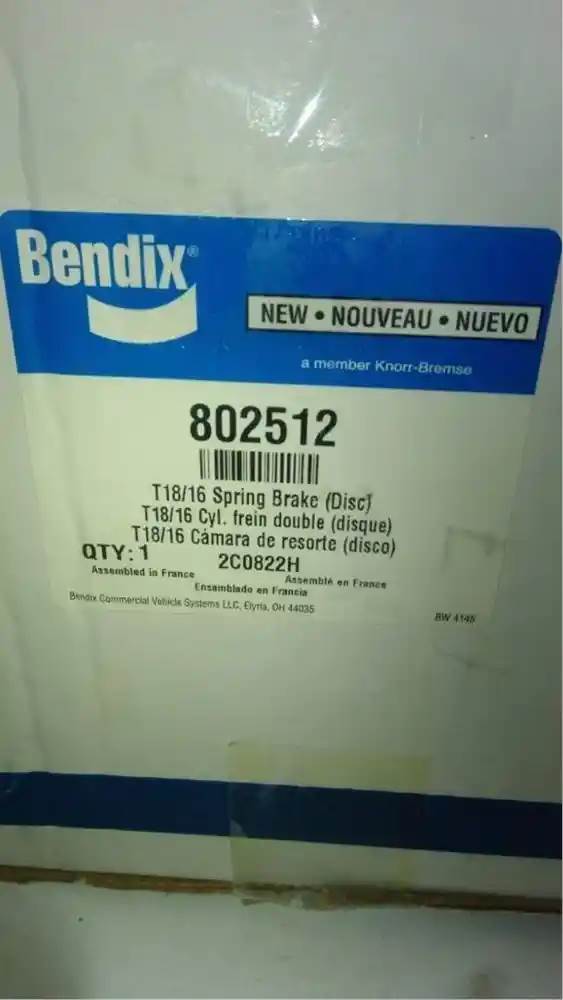 Bendix®
NEW • NOUVEAU • NUEVO
a member Knorr-Bremse
802512
T18/16 Spring Brake (Disc)
T18/16 Cyl. frein double (disque)
T18/16 Cámara de resorte (disco)
QTY: 1 2C0822H
Assembled in France Assemblé en France
Ensamblado en Francia
Bendix Commercial Vehicle Systems LLC, Elyria, OH 44035
BW 4145